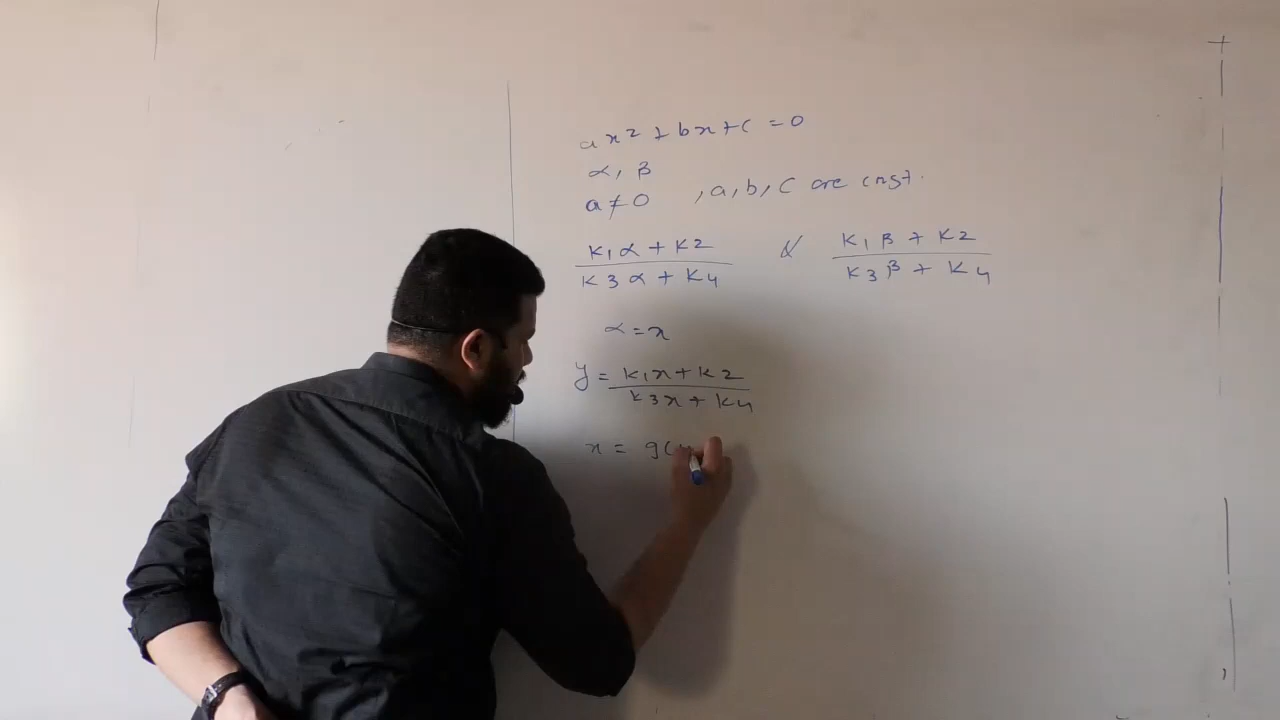 ax² + bx + c = 0
α, β
a ≠ 0 , a, b, c are cnst.
K₁α + K₂ / K₃α + K₄ & K₁β + K₂ / K₃β + K₄
α = x
y = K₁x + K₂ / K₃x + K₄
x = g(